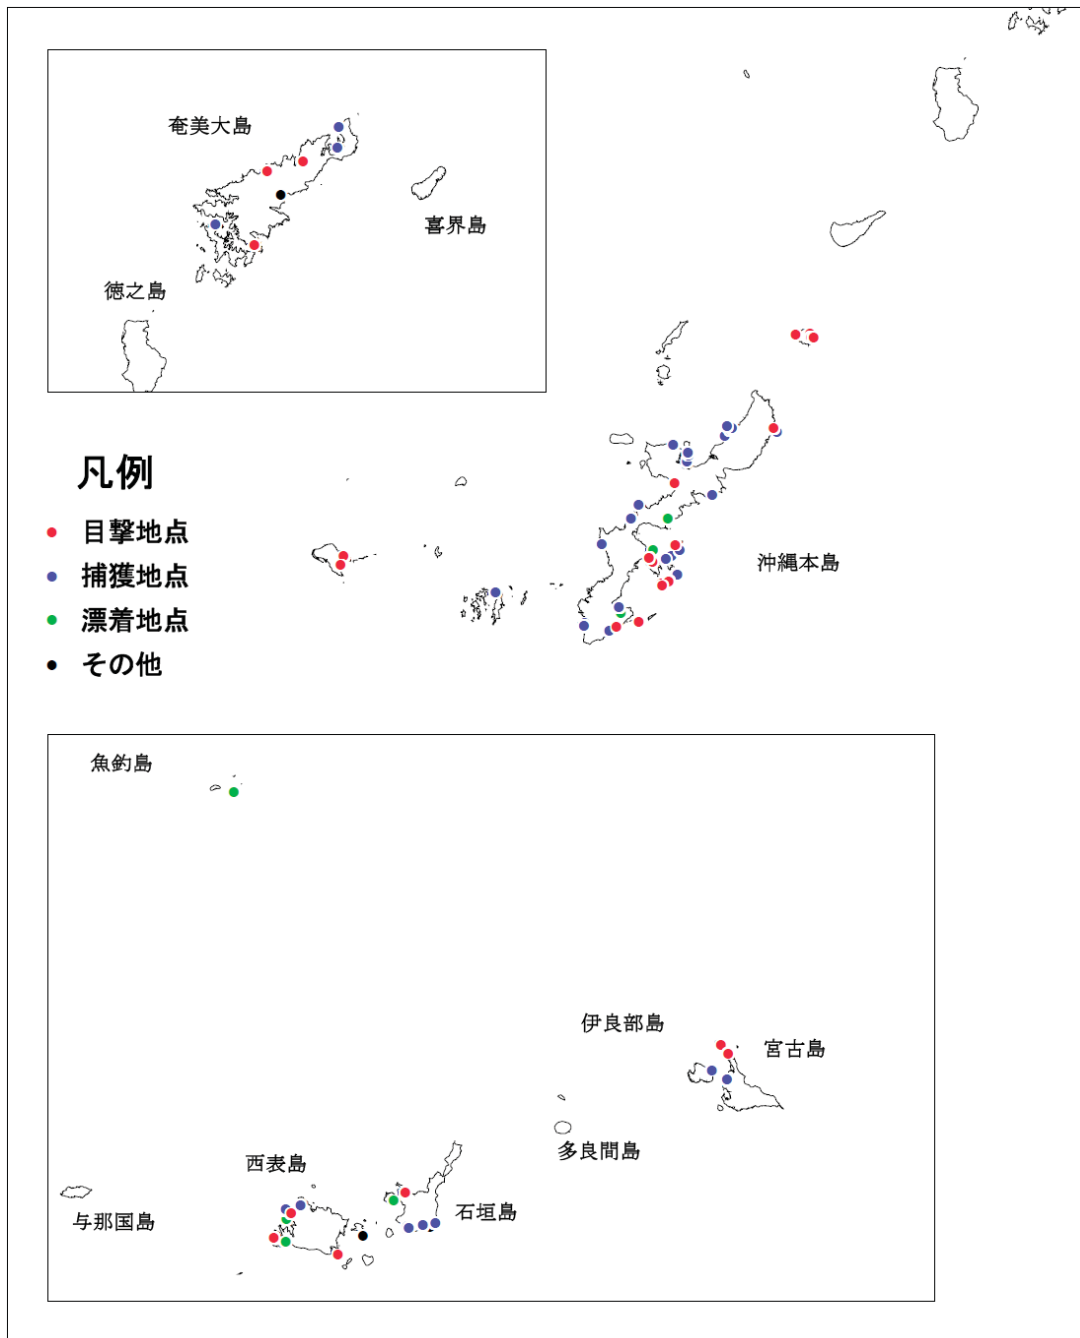 奄美大島
喜界島
徳之島
凡例
目撃地点
捕獲地点
漂着地点
その他
沖縄本島
魚釣島
伊良部島
宮古島
多良間島
西表島
石垣島
与那国島